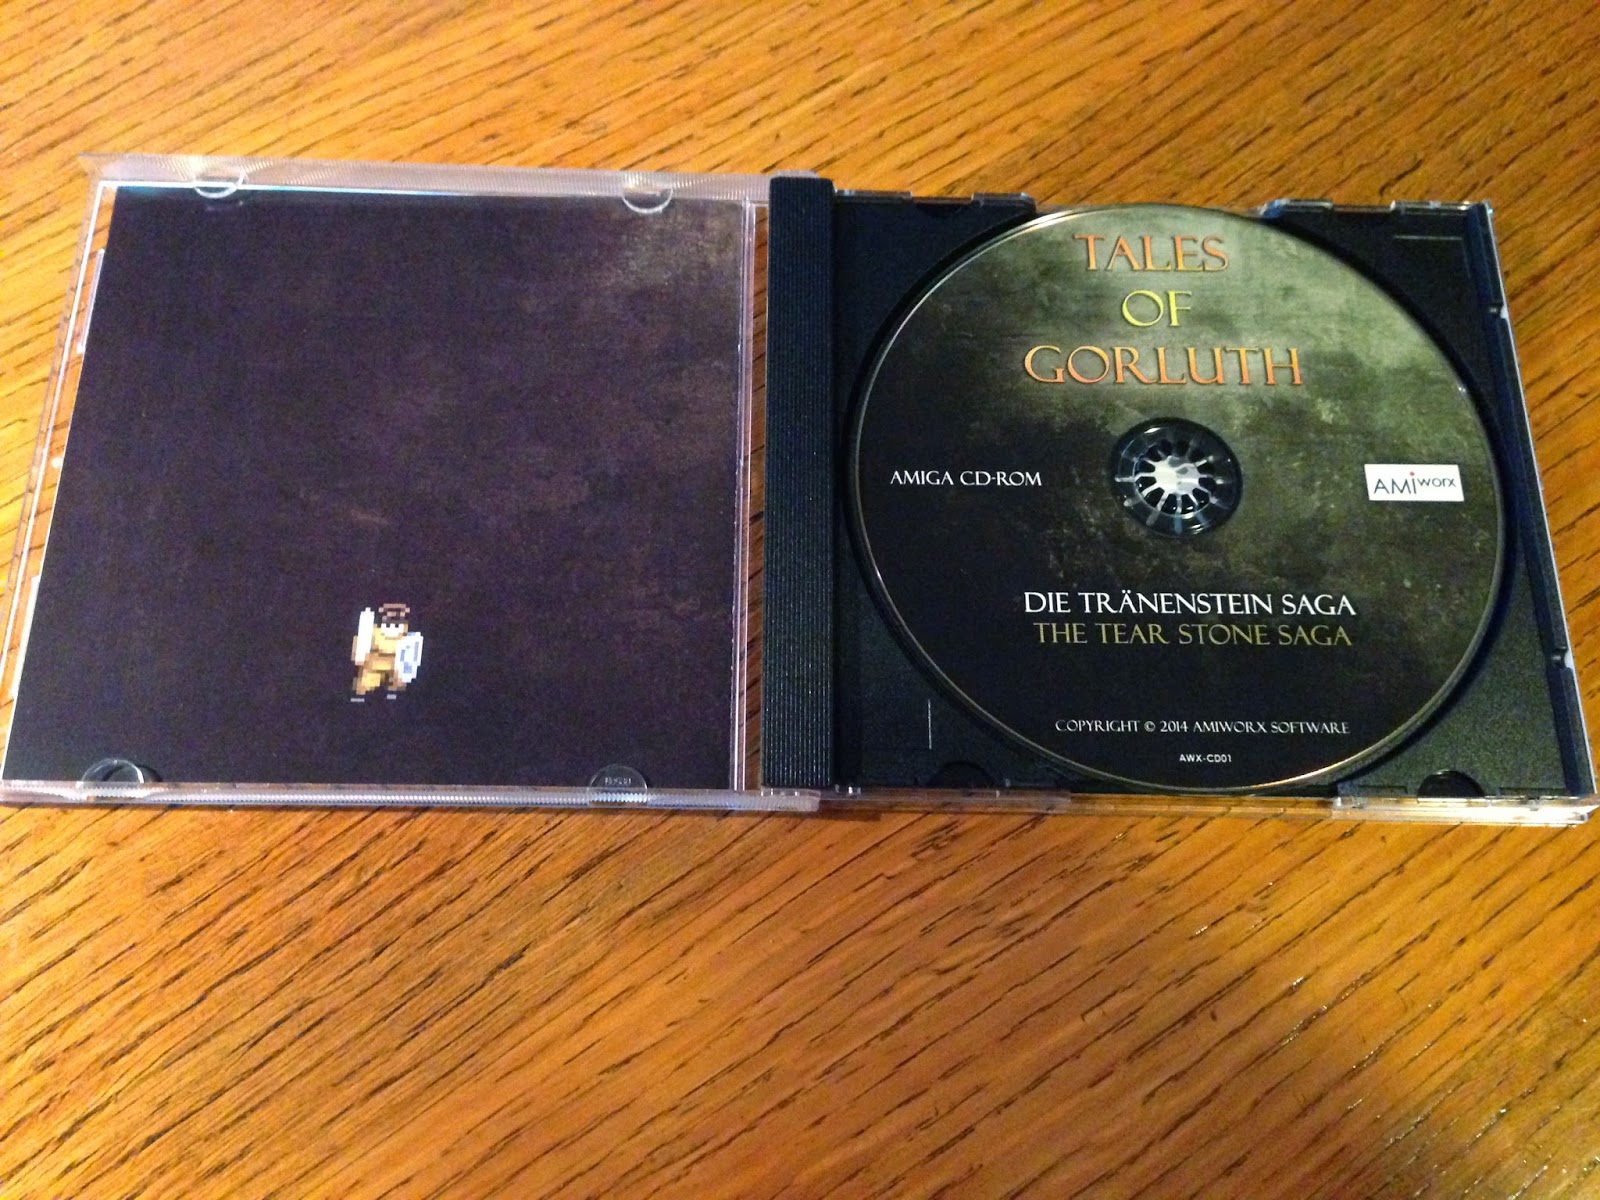 TALES
OF
GORLUTH
AMIGA CD-ROM
AMIworx
DIE TRÄNENSTEIN SAGA
THE TEAR STONE SAGA
COPYRIGHT © 2014 AMIWORX SOFTWARE
AWX-CD01